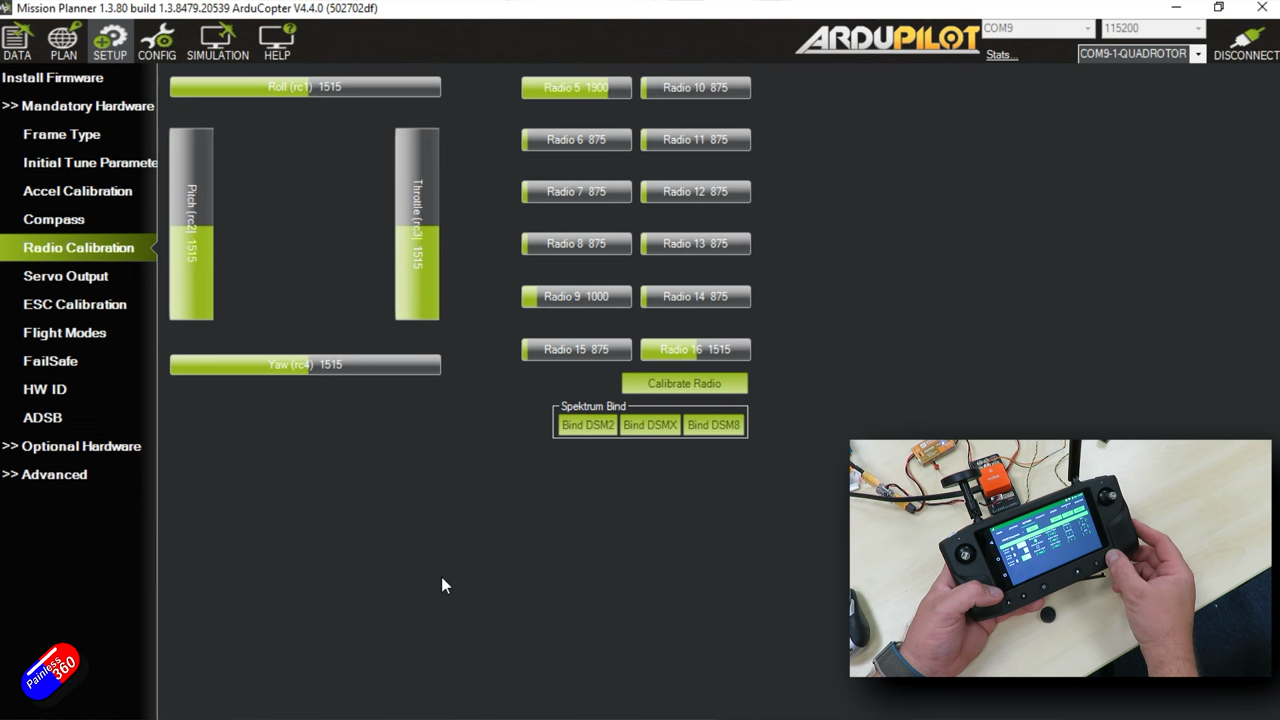 Mission Planner 1.3.80 build 1.3.8479.20539 ArduCopter V4.4.0 (502702df)
DATA PLAN SETUP CONFIG SIMULATION HELP
ARDUPILOT
COM9 115200
Stats... COM9-1-QUADROTOR DISCONNECT
Install Firmware
>> Mandatory Hardware
Frame Type
Initial Tune Paramete
Accel Calibration
Compass
Radio Calibration
Servo Output
ESC Calibration
Flight Modes
FailSafe
HW ID
ADSB
>> Optional Hardware
>> Advanced
Roll (rc1) 1515
Pitch (rc2) 1515
Throttle (rc3) 1515
Yaw (rc4) 1515
Radio 5 1900 Radio 10 875
Radio 6 875 Radio 11 875
Radio 7 875 Radio 12 875
Radio 8 875 Radio 13 875
Radio 9 1000 Radio 14 875
Radio 15 875 Radio 16 1515
Calibrate Radio
Spektrum Bind
Bind DSM2 Bind DSMX Bind DSM8
Painless
360